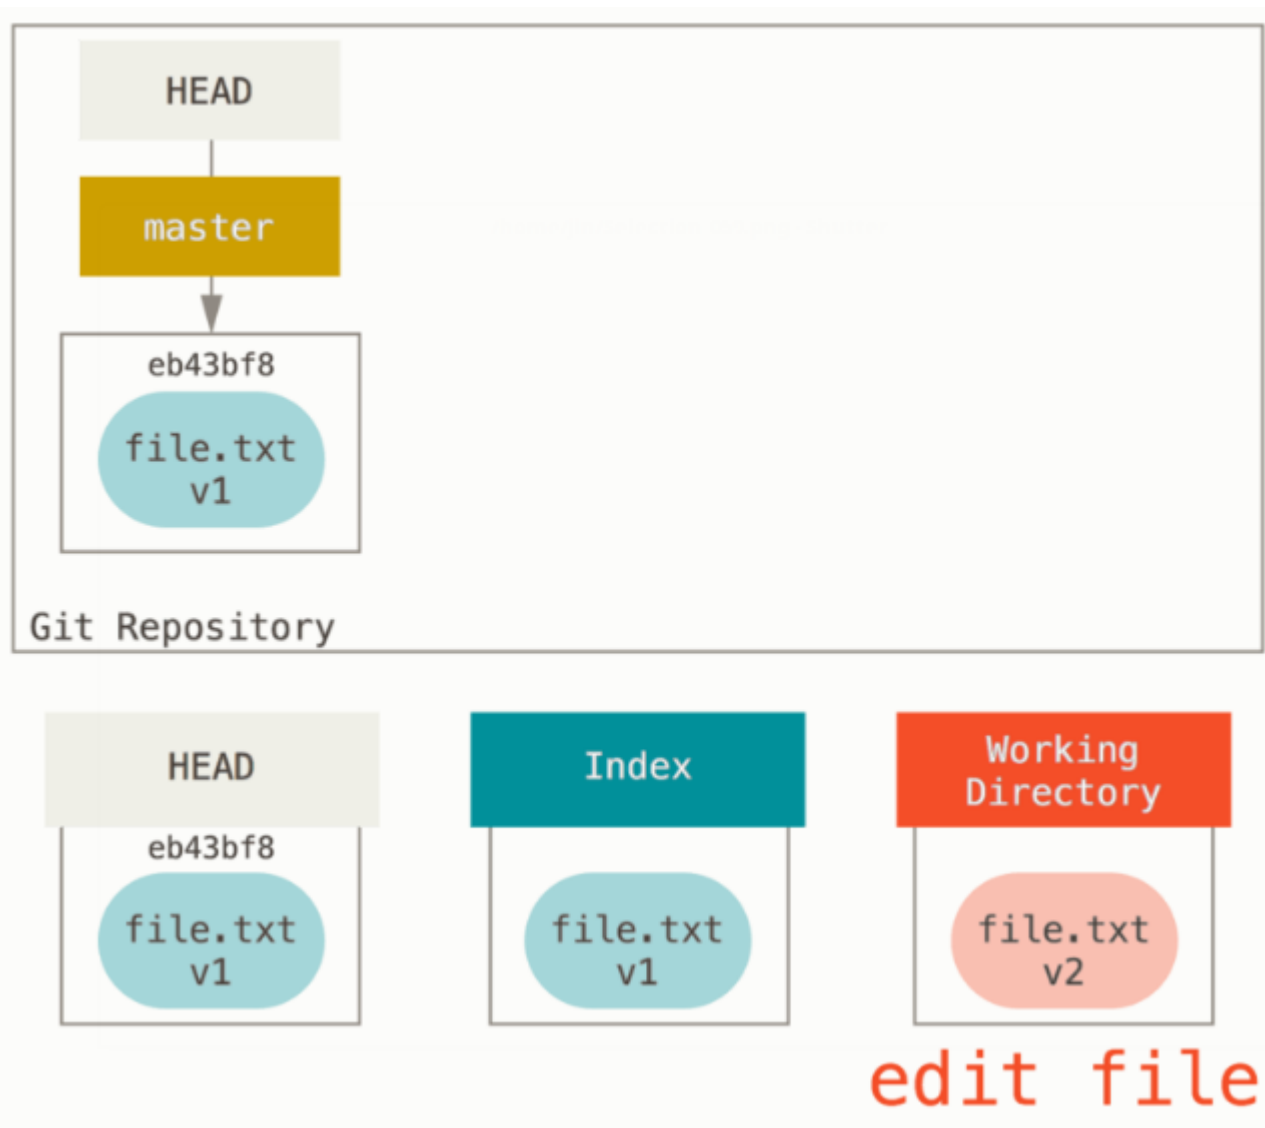 HEAD
master
eb43bf8
file.txt
v1
Git Repository
HEAD
eb43bf8
file.txt
v1
Index
file.txt
v1
Working
Directory
file.txt
v2
edit file